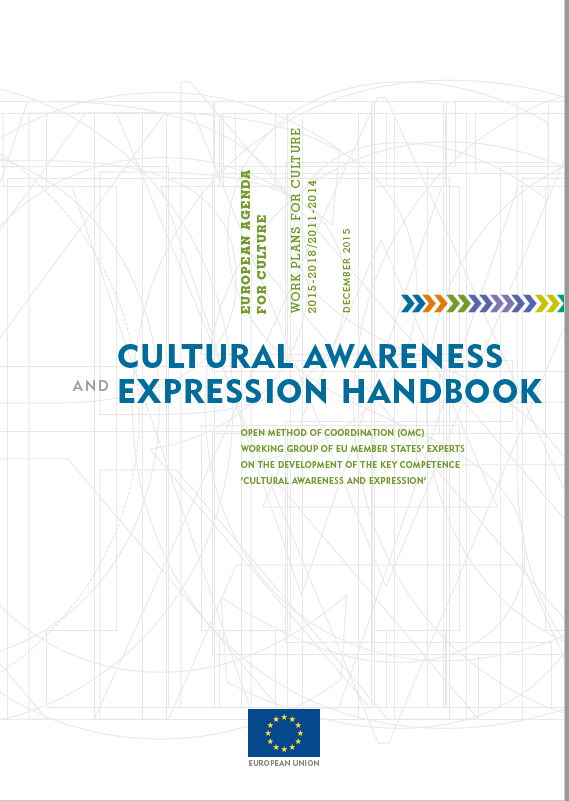 EUROPEAN AGENDA
FOR CULTURE
WORK PLANS FOR CULTURE
2015-2018/2011-2014
DECEMBER 2015
CULTURAL AWARENESS
AND EXPRESSION HANDBOOK
OPEN METHOD OF COORDINATION (OMC)
WORKING GROUP OF EU MEMBER STATES’ EXPERTS
ON THE DEVELOPMENT OF THE KEY COMPETENCE
‘CULTURAL AWARENESS AND EXPRESSION’
EUROPEAN UNION